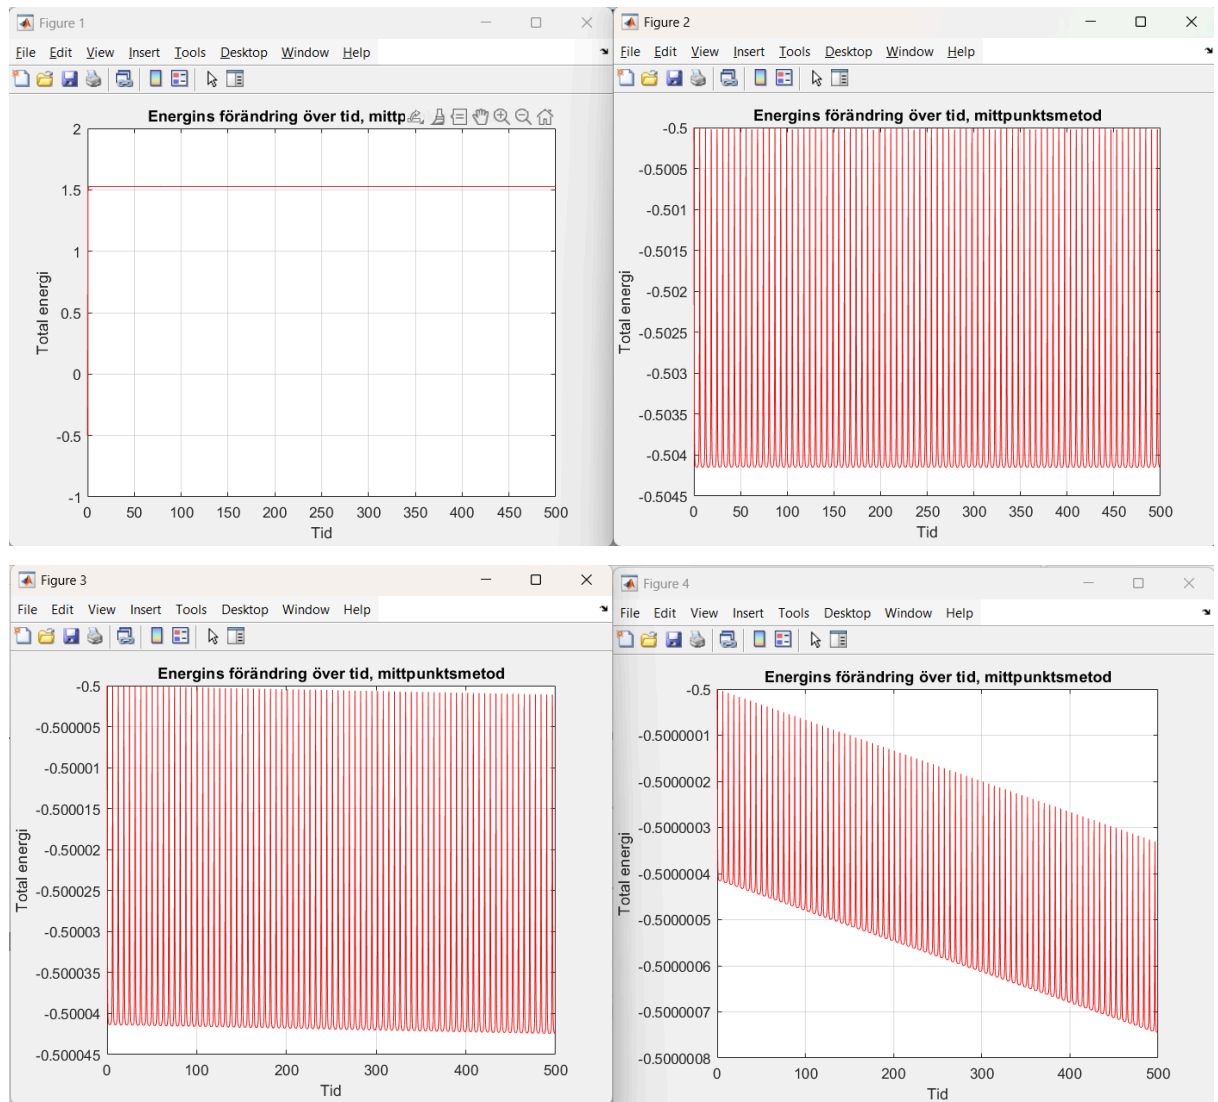 Figure 1
File Edit View Insert Tools Desktop Window Help
Energins förändring över tid, mittp
2
1.5
1
0.5
0
-0.5
-1
Total energi
0 50 100 150 200 250 300 350 400 450 500
Tid
Figure 2
File Edit View Insert Tools Desktop Window Help
Energins förändring över tid, mittpunktsmetod
-0.5
-0.5005
-0.501
-0.5015
-0.502
-0.5025
-0.503
-0.5035
-0.504
-0.5045
Total energi
0 50 100 150 200 250 300 350 400 450 500
Tid
Figure 3
File Edit View Insert Tools Desktop Window Help
Energins förändring över tid, mittpunktsmetod
-0.5
-0.500005
-0.50001
-0.500015
-0.50002
-0.500025
-0.50003
-0.500035
-0.50004
-0.500045
Total energi
0 100 200 300 400 500
Tid
Figure 4
File Edit View Insert Tools Desktop Window Help
Energins förändring över tid, mittpunktsmetod
-0.5
-0.5000001
-0.5000002
-0.5000003
-0.5000004
-0.5000005
-0.5000006
-0.5000007
-0.5000008
Total energi
0 100 200 300 400 500
Tid